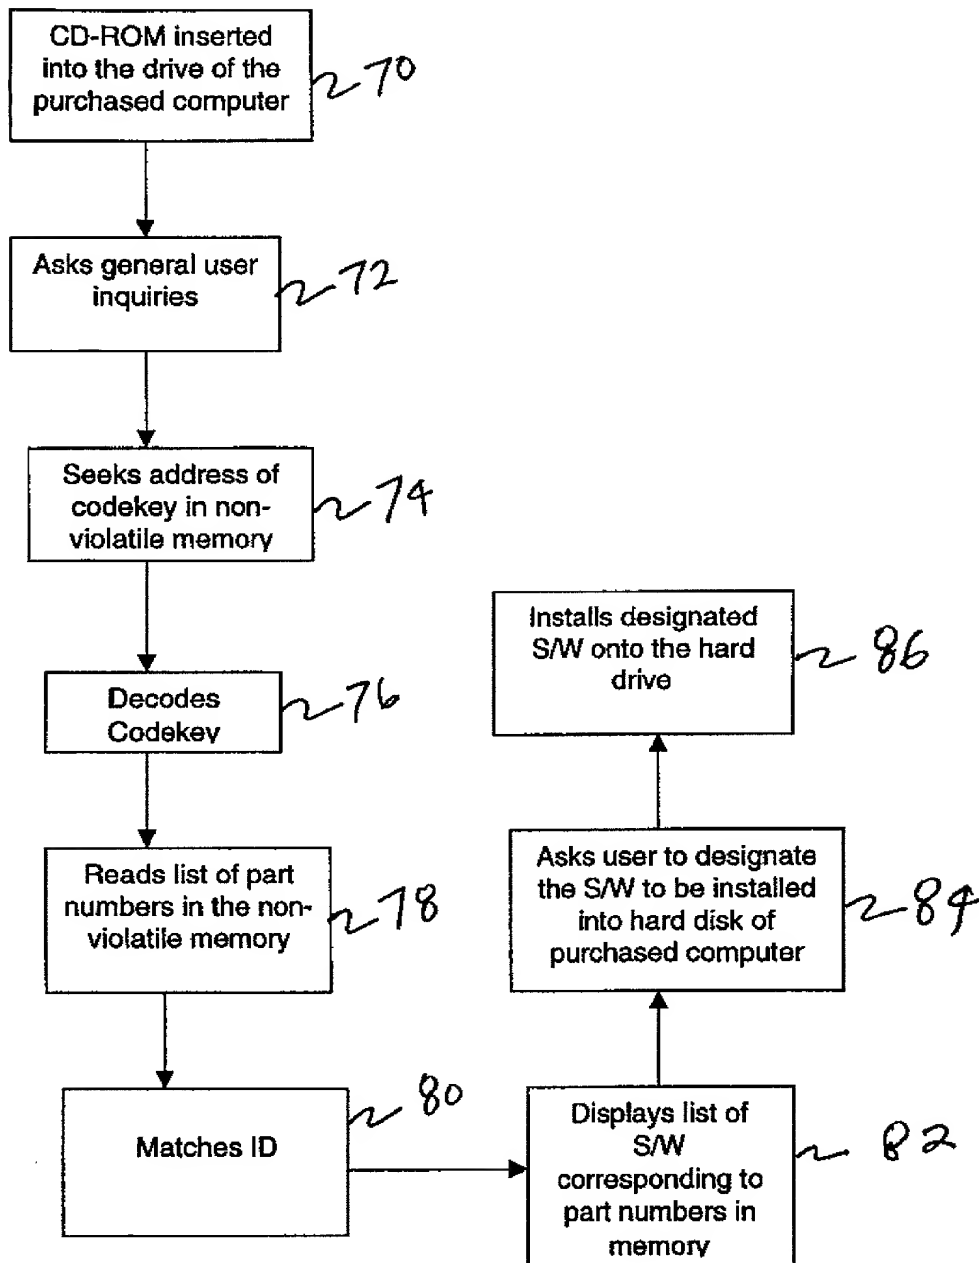 CD-ROM inserted
into the drive of the
purchased computer
70
Asks general user
inquiries
72
Seeks address of
codekey in non-
violatile memory
74
Decodes
Codekey
76
Reads list of part
numbers in the non-
violatile memory
78
Matches ID
80
Displays list of
S/W
corresponding to
part numbers in
memory
82
Asks user to designate
the S/W to be installed
into hard disk of
purchased computer
84
Installs designated
S/W onto the hard
drive
86